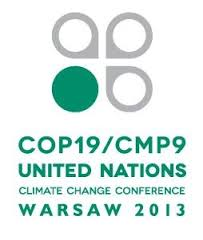 COP19/CMP9
UNITED NATIONS
CLIMATE CHANGE CONFERENCE
WARSAW 2013